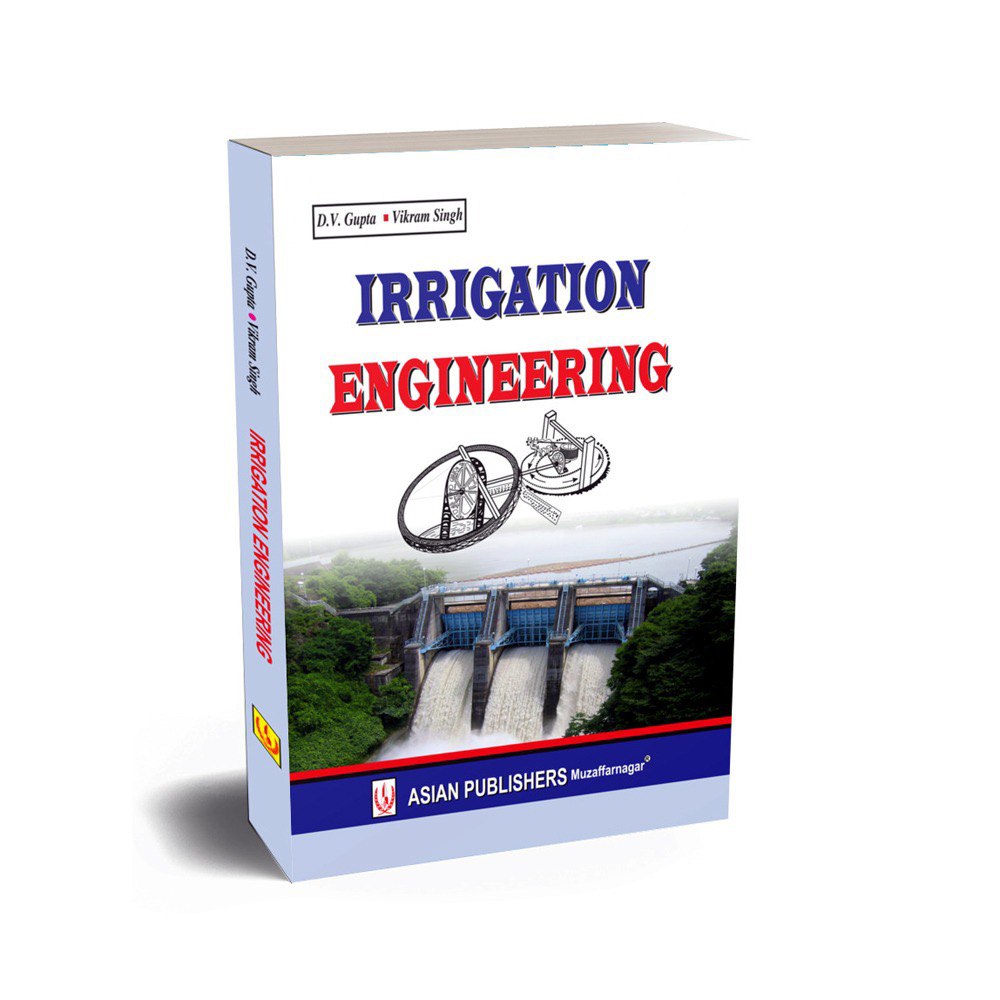 D.V. Gupta ▪ Vikram Singh
IRRIGATION
ENGINEERING
ASIAN PUBLISHERS Muzaffarnagar®
D.V. Gupta • Vikram Singh
IRRIGATION ENGINEERING